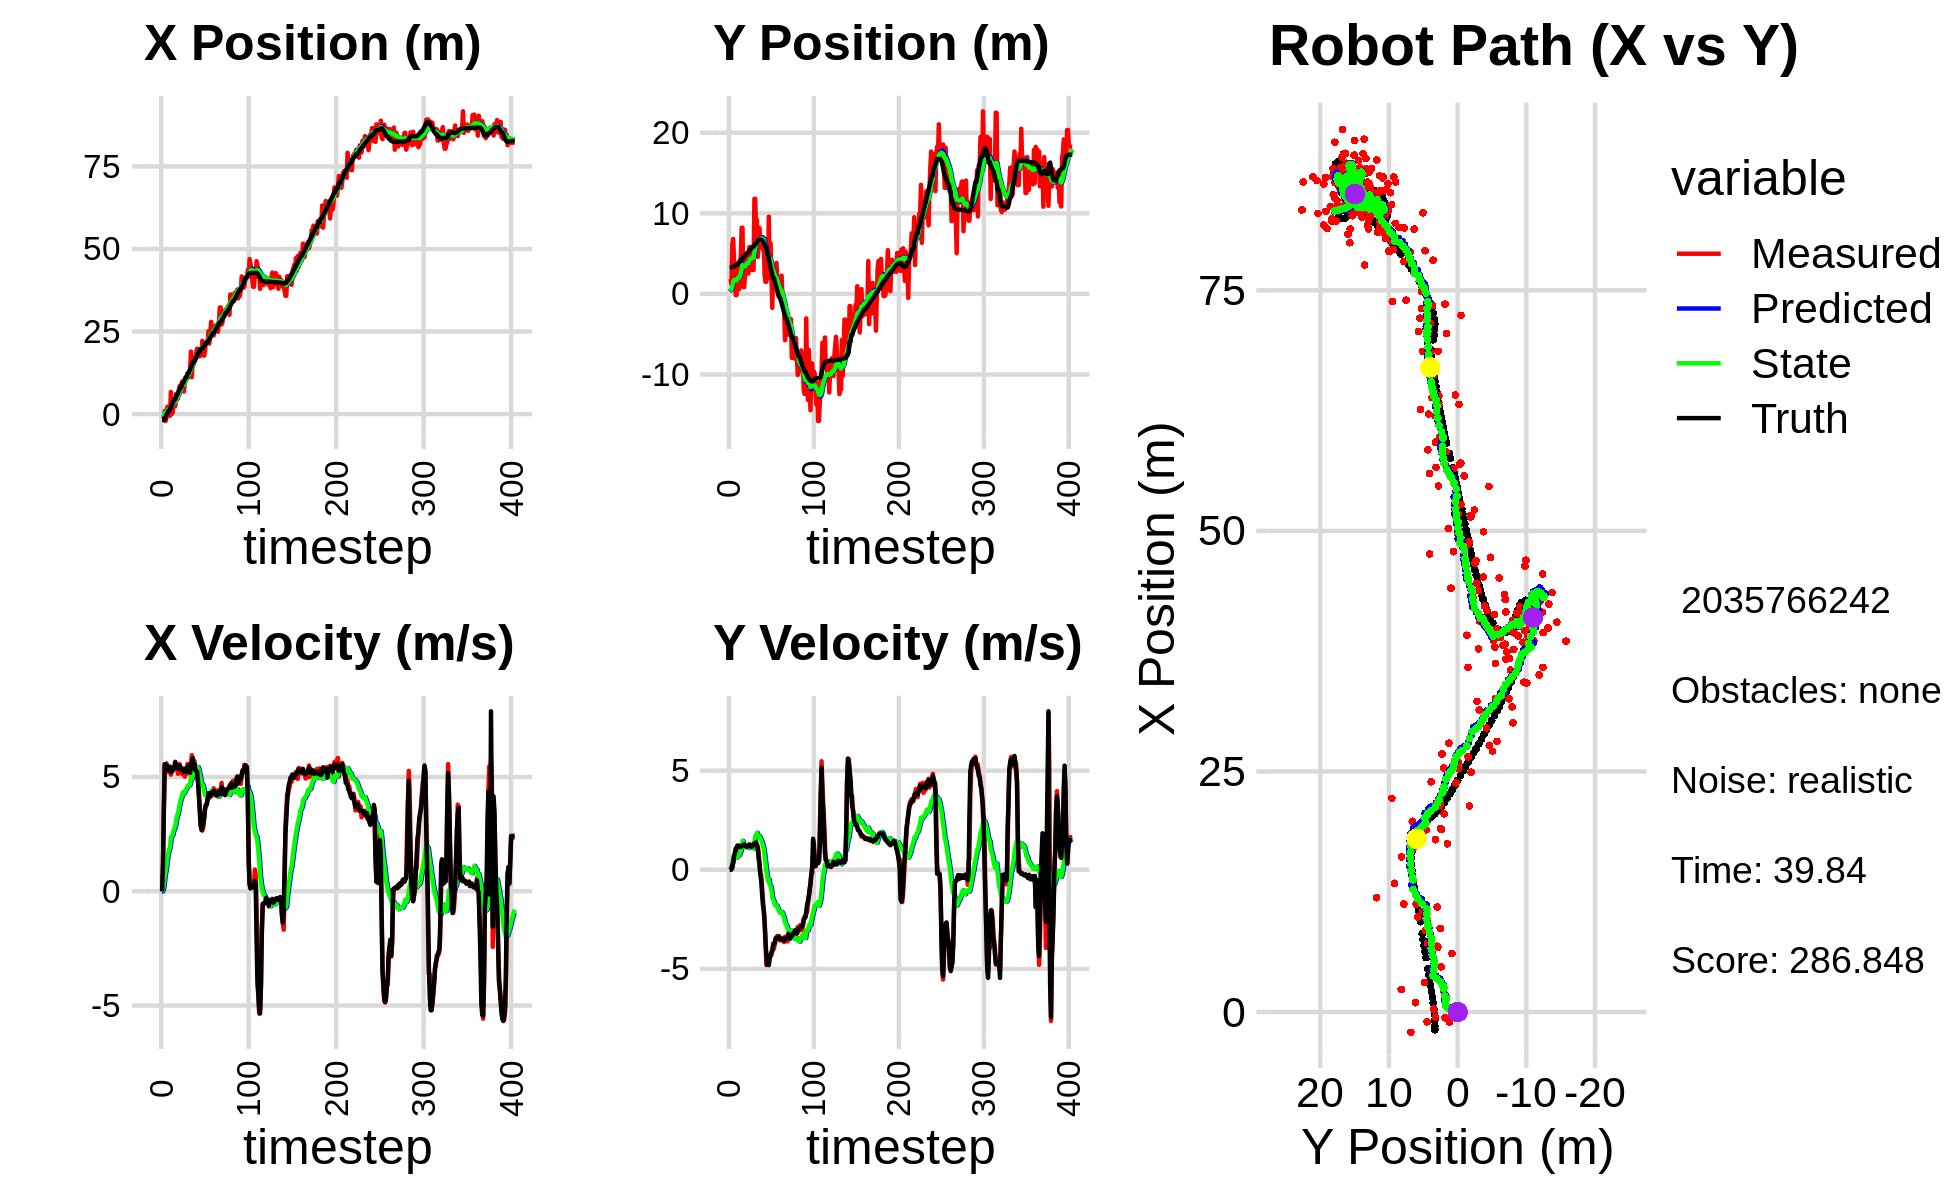 X Position (m)
75
50
25
0
0
100
200
300
400
timestep
Y Position (m)
20
10
0
-10
0
100
200
300
400
timestep
X Velocity (m/s)
5
0
-5
0
100
200
300
400
timestep
Y Velocity (m/s)
5
0
-5
0
100
200
300
400
timestep
Robot Path (X vs Y)
X Position (m)
75
50
25
0
20
10
0
-10
-20
Y Position (m)
variable
Measured
Predicted
State
Truth
2035766242
Obstacles: none
Noise: realistic
Time: 39.84
Score: 286.848